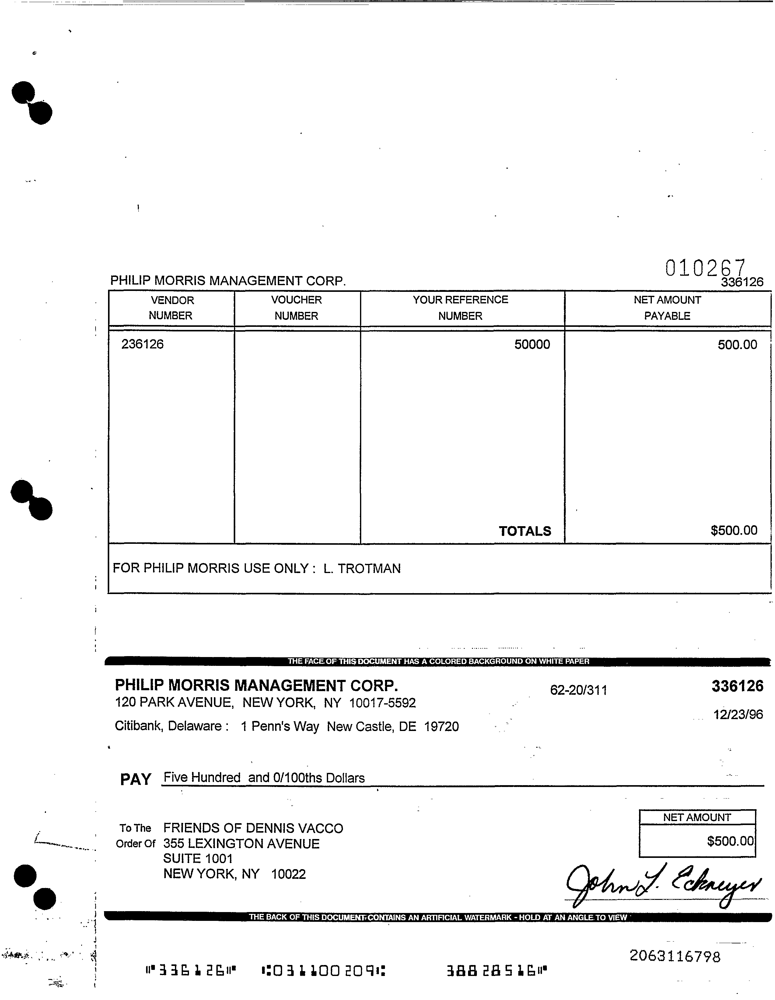 010267
336126
PHILIP MORRIS MANAGEMENT CORP.
VENDOR NUMBER VOUCHER NUMBER YOUR REFERENCE NUMBER NET AMOUNT PAYABLE
236126 50000 500.00
TOTALS $500.00
FOR PHILIP MORRIS USE ONLY : L. TROTMAN
THE FACE OF THIS DOCUMENT HAS A COLORED BACKGROUND ON WHITE PAPER
PHILIP MORRIS MANAGEMENT CORP. 62-20/311 336126
120 PARK AVENUE, NEW YORK, NY 10017-5592
12/23/96
Citibank, Delaware : 1 Penn's Way New Castle, DE 19720
PAY Five Hundred and 0/100ths Dollars
NET AMOUNT
To The FRIENDS OF DENNIS VACCO
Order Of 355 LEXINGTON AVENUE $500.00
SUITE 1001
NEW YORK, NY 10022
John L. Eckmeyer
THE BACK OF THIS DOCUMENT CONTAINS AN ARTIFICIAL WATERMARK - HOLD AT AN ANGLE TO VIEW
2063116798
⑈336126⑈ ⑆031100209⑆ 38828516⑈